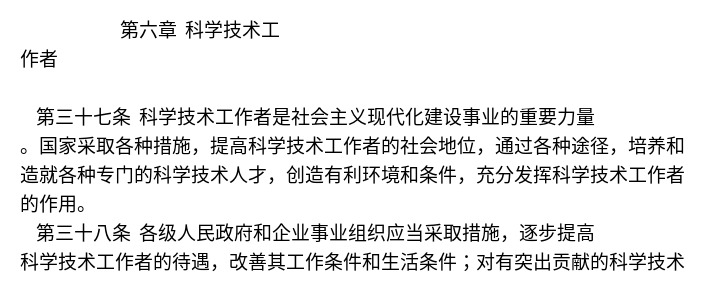 第六章 科学技术工
作者
第三十七条 科学技术工作者是社会主义现代化建设事业的重要力量
。国家采取各种措施，提高科学技术工作者的社会地位，通过各种途径，培养和
造就各种专门的科学技术人才，创造有利环境和条件，充分发挥科学技术工作者
的作用。
第三十八条 各级人民政府和企业事业组织应当采取措施，逐步提高
科学技术工作者的待遇，改善其工作条件和生活条件；对有突出贡献的科学技术